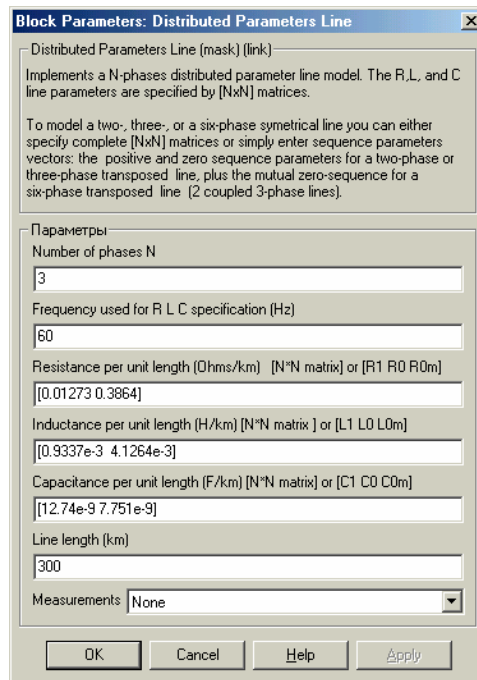 Block Parameters: Distributed Parameters Line
Distributed Parameters Line (mask) (link)
Implements a N-phases distributed parameter line model. The R,L, and C
line parameters are specified by [NxN] matrices.
To model a two-, three-, or a six-phase symetrical line you can either
specify complete [NxN] matrices or simply enter sequence parameters
vectors: the positive and zero sequence parameters for a two-phase or
three-phase transposed line, plus the mutual zero-sequence for a
six-phase transposed line (2 coupled 3-phase lines).
Параметры
Number of phases N
3
Frequency used for R L C specification (Hz)
60
Resistance per unit length (Ohms/km) [N*N matrix] or [R1 R0 R0m]
[0.01273 0.3864]
Inductance per unit length (H/km) [N*N matrix ] or [L1 L0 L0m]
[0.9337e-3 4.1264e-3]
Capacitance per unit length (F/km) [N*N matrix] or [C1 C0 C0m]
[12.74e-9 7.751e-9]
Line length (km)
300
Measurements None
OK Cancel Help Apply